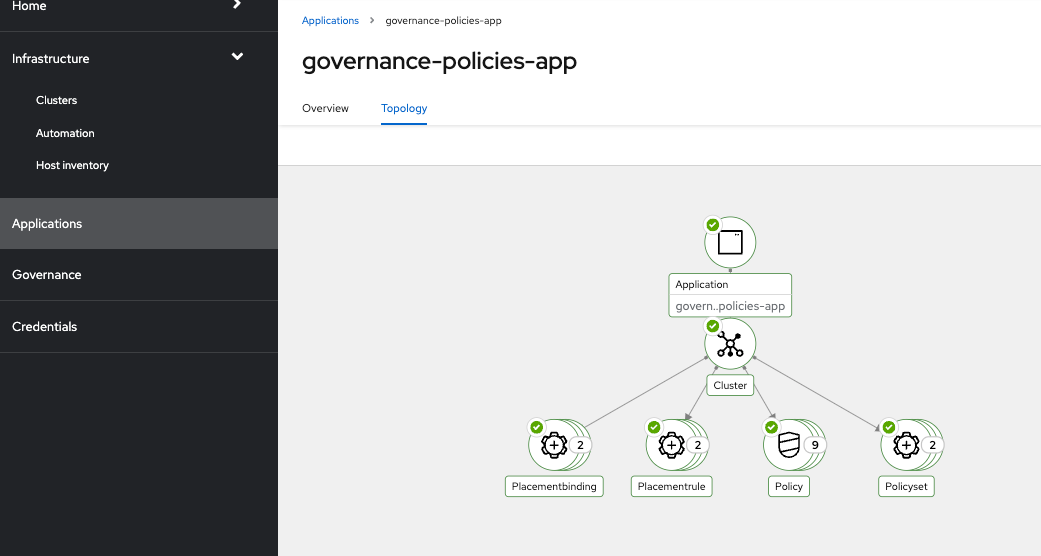 Home
Infrastructure
Clusters
Automation
Host inventory
Applications
Governance
Credentials
Applications > governance-policies-app
governance-policies-app
Overview Topology
Application
govern..policies-app
Cluster
2 2 9 2
Placementbinding Placementrule Policy Policyset